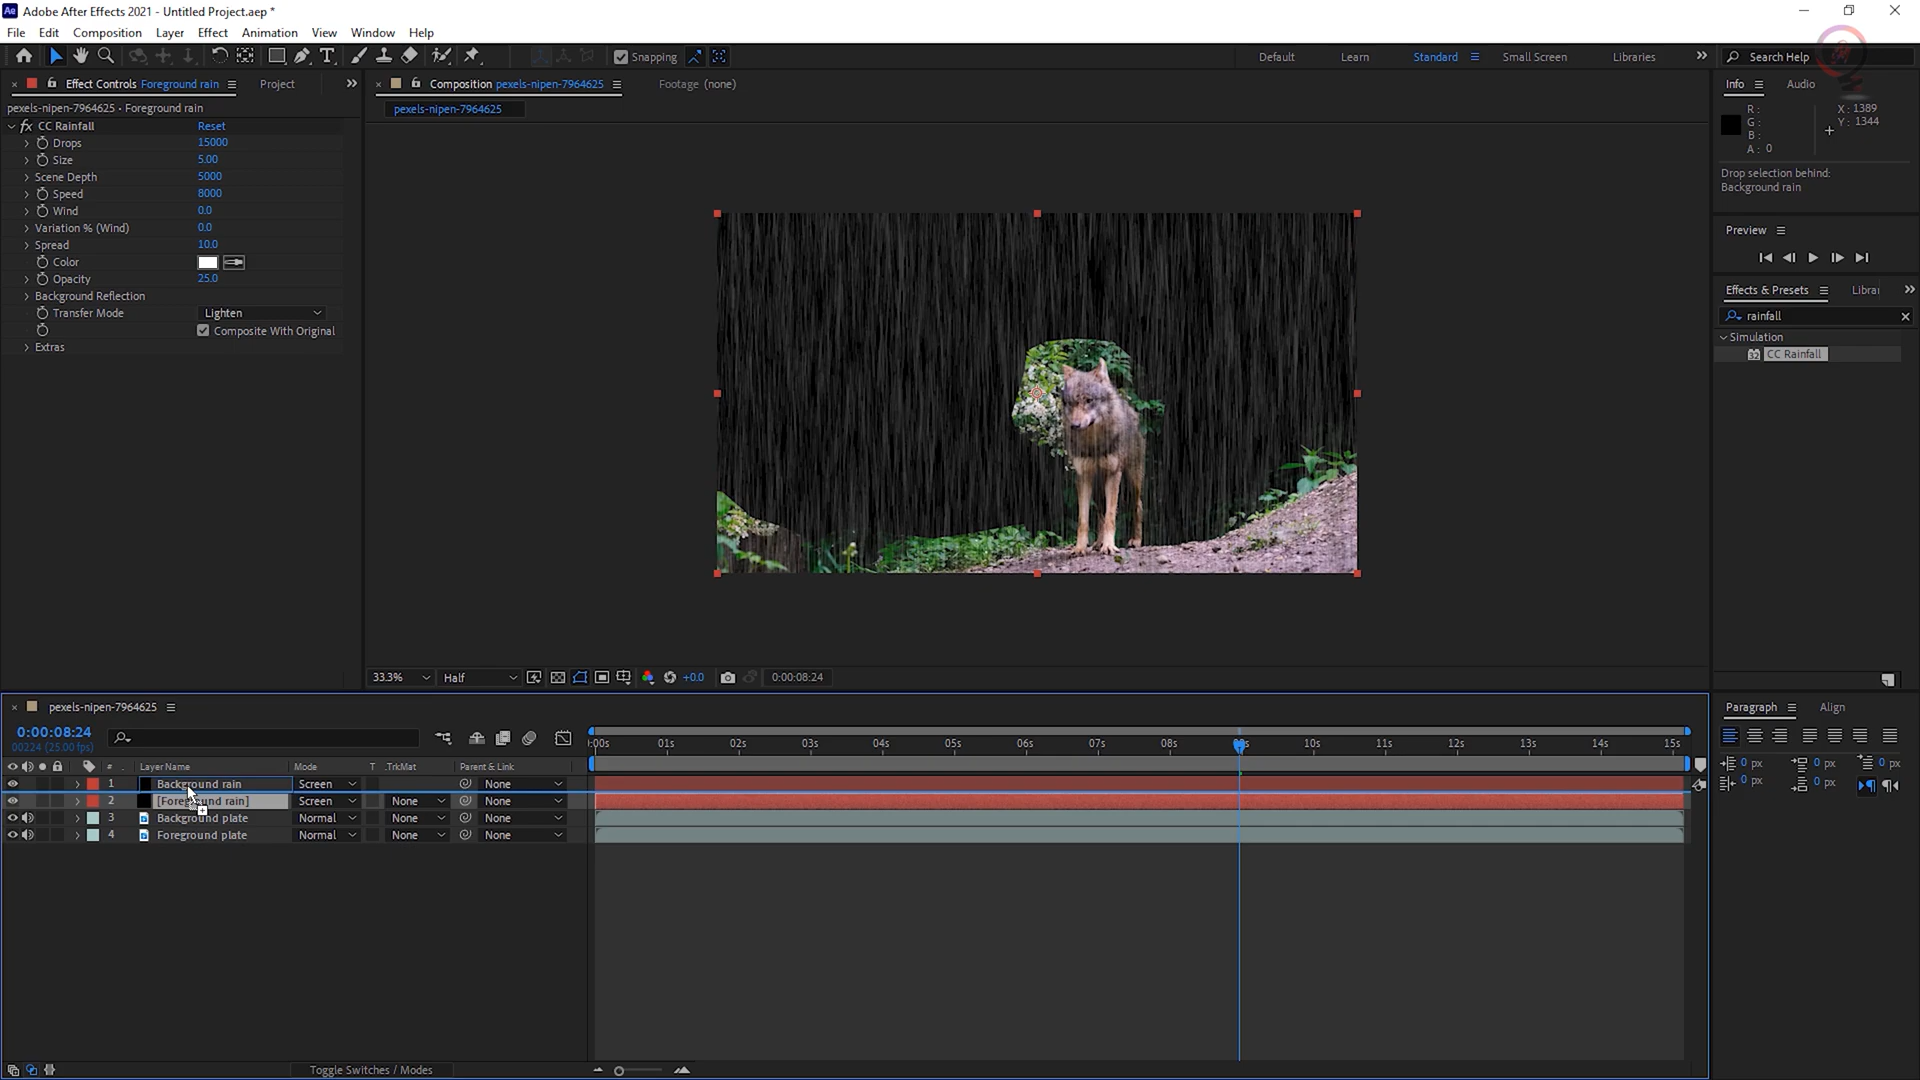 Adobe After Effects 2021 - Untitled Project.aep *
File Edit Composition Layer Effect Animation View Window Help
Snapping
Default Learn Standard Small Screen Libraries Search Help
Effect Controls Foreground rain Project
Composition pexels-nipen-7964625 Footage (none)
pexels-nipen-7964625 • Foreground rain
pexels-nipen-7964625
fx CC Rainfall Reset
Drops 15000
Size 5.00
Scene Depth 5000
Speed 8000
Wind 0.0
Variation % (Wind) 0.0
Spread 10.0
Color
Opacity 25.0
Background Reflection
Transfer Mode Lighten
Composite With Original
Extras
Info Audio
R :
G :
B :
A : 0
X : 1389
Y : 1344
Drop selection behind:
Background rain
Preview
Effects & Presets Librar
rainfall
Simulation
32 CC Rainfall
33.3% Half +0.0 0:00:08:24
pexels-nipen-7964625
0:00:08:24
00224 (25.00 fps)
# Layer Name Mode T .TrkMat Parent & Link
1 Background rain Screen None
2 [Foreground rain] Screen None None
3 Background plate Normal None None
4 Foreground plate Normal None None
:00s 01s 02s 03s 04s 05s 06s 07s 08s 10s 11s 12s 13s 14s 15s
Toggle Switches / Modes
Paragraph Align
0 px 0 px 0 px
0 px 0 px